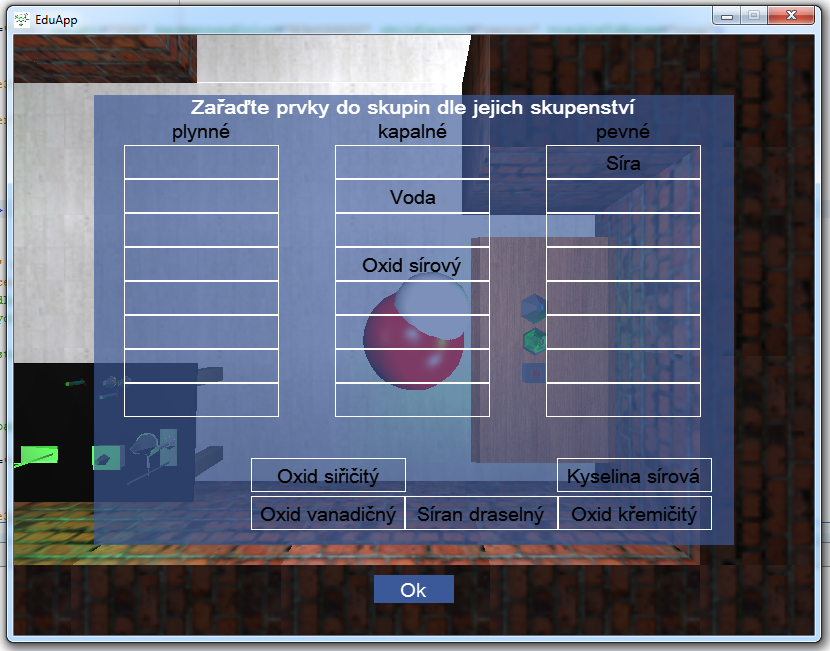 EduApp
Zařaďte prvky do skupin dle jejich skupenství
plynné kapalné pevné
Síra
Voda
Oxid sírový
Oxid siřičitý Kyselina sírová
Oxid vanadičný Síran draselný Oxid křemičitý
Ok